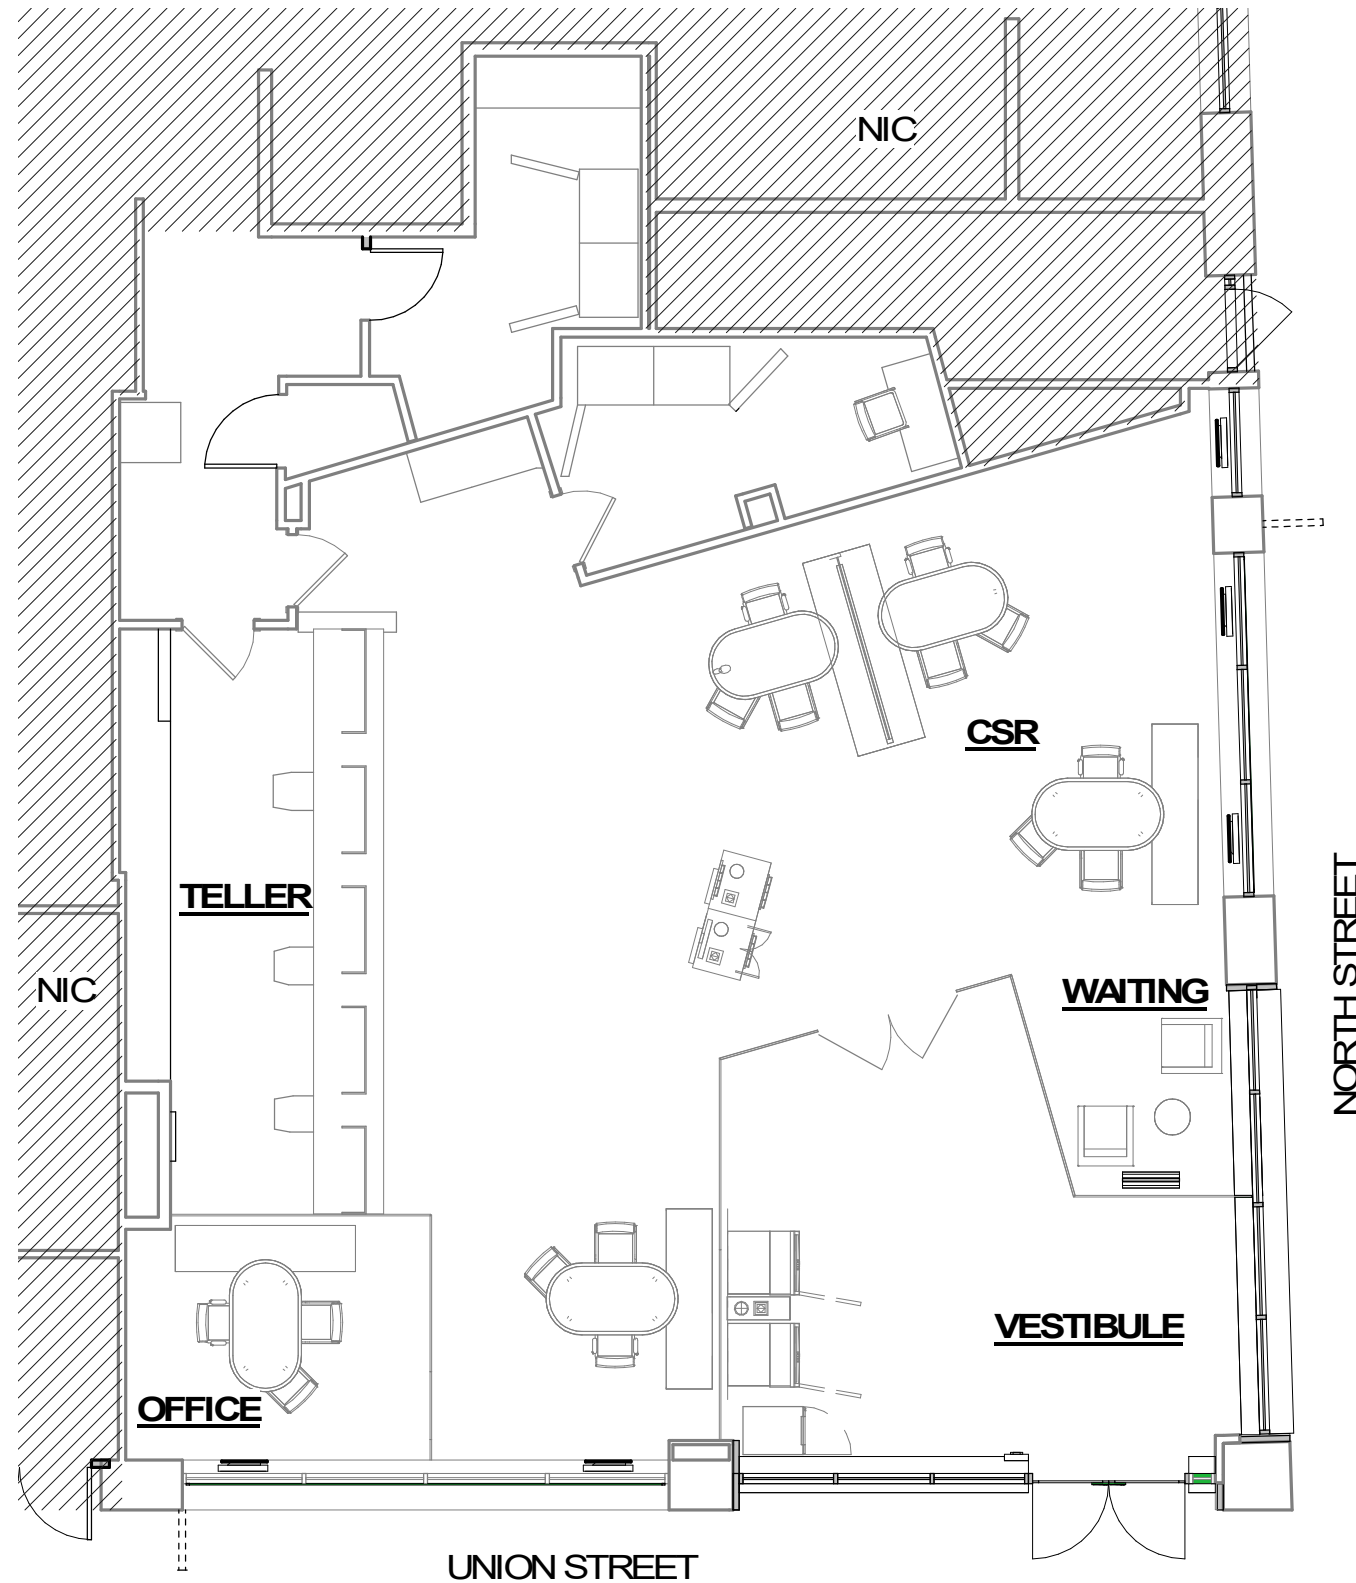 NIC
CSR
TELLER
NIC
WAITING
NORTH STREET
VESTIBULE
OFFICE
UNION STREET